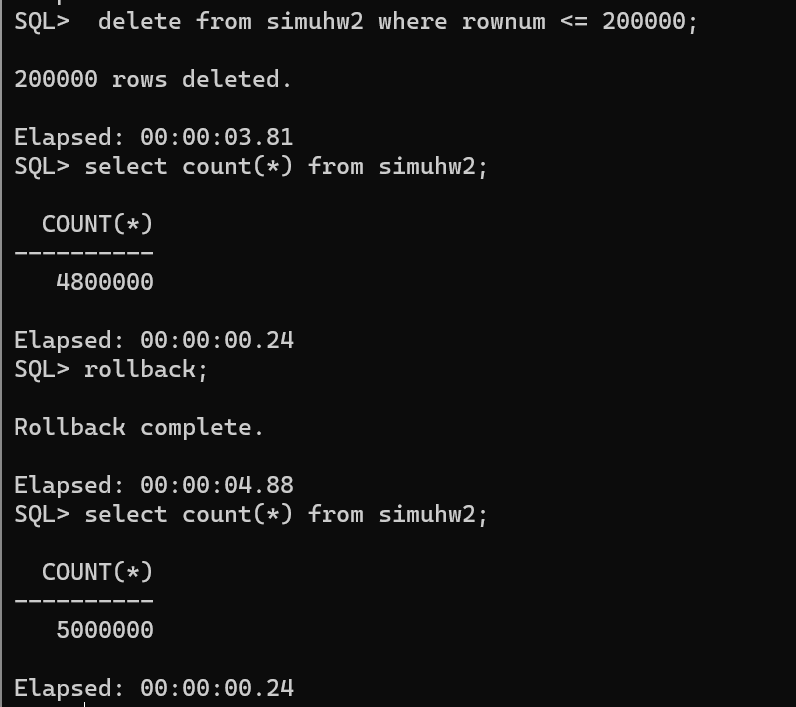 SQL>  delete from simuhw2 where rownum <= 200000;
200000 rows deleted.
Elapsed: 00:00:03.81
SQL> select count(*) from simuhw2;
  COUNT(*)
----------
   4800000
Elapsed: 00:00:00.24
SQL> rollback;
Rollback complete.
Elapsed: 00:00:04.88
SQL> select count(*) from simuhw2;
  COUNT(*)
----------
   5000000
Elapsed: 00:00:00.24